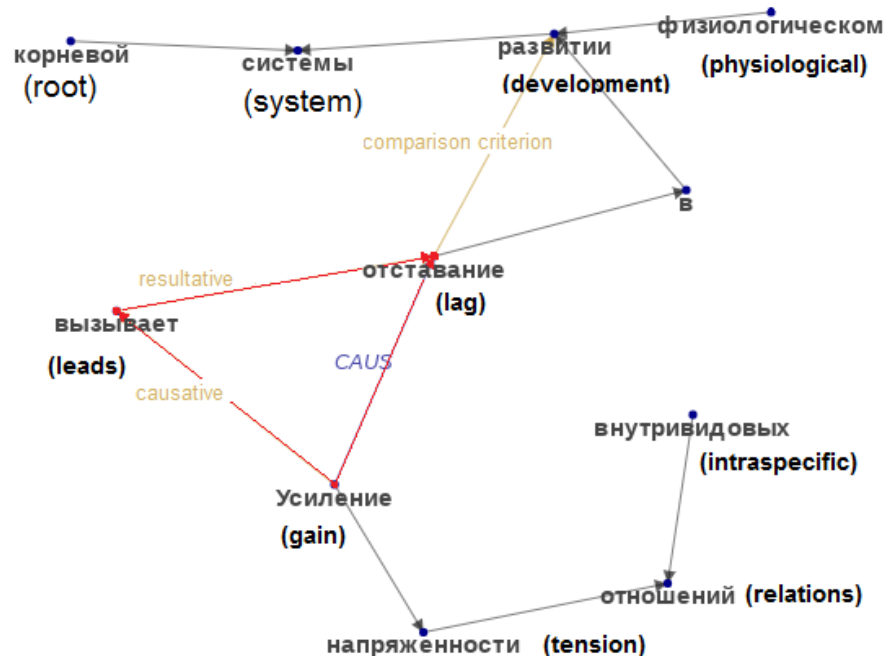 физиологическом
корневой
развитии
системы
(physiological)
(root)
(development)
(system)
comparison criterion
в
отставание
resultative
(lag)
вызывает
(leads)
CAUS
causative
внутривидовых
(intraspecific)
Усиление
(gain)
отношений (relations)
напряженности (tension)